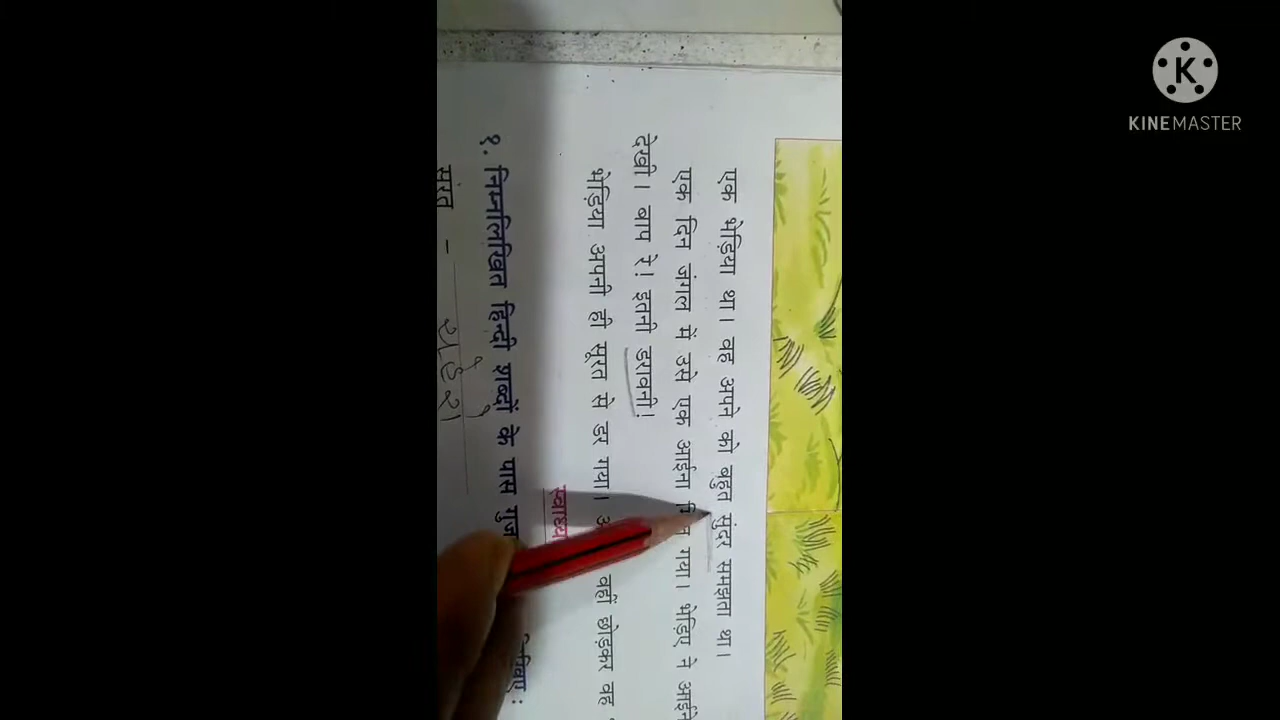 एक भेड़िया था। वह अपने को बहुत सुंदर समझता था।
एक दिन जंगल में उसे एक आईना गया। भेड़िए ने आईने
देखी। बाप रे! इतनी डरावनी!
भेड़िया अपनी ही सूरत से डर गया। वहीं छोड़कर वह
स्वाध्य
१. निम्नलिखित हिन्दी शब्दों के पास गुज
सूरत -
KINEMASTER